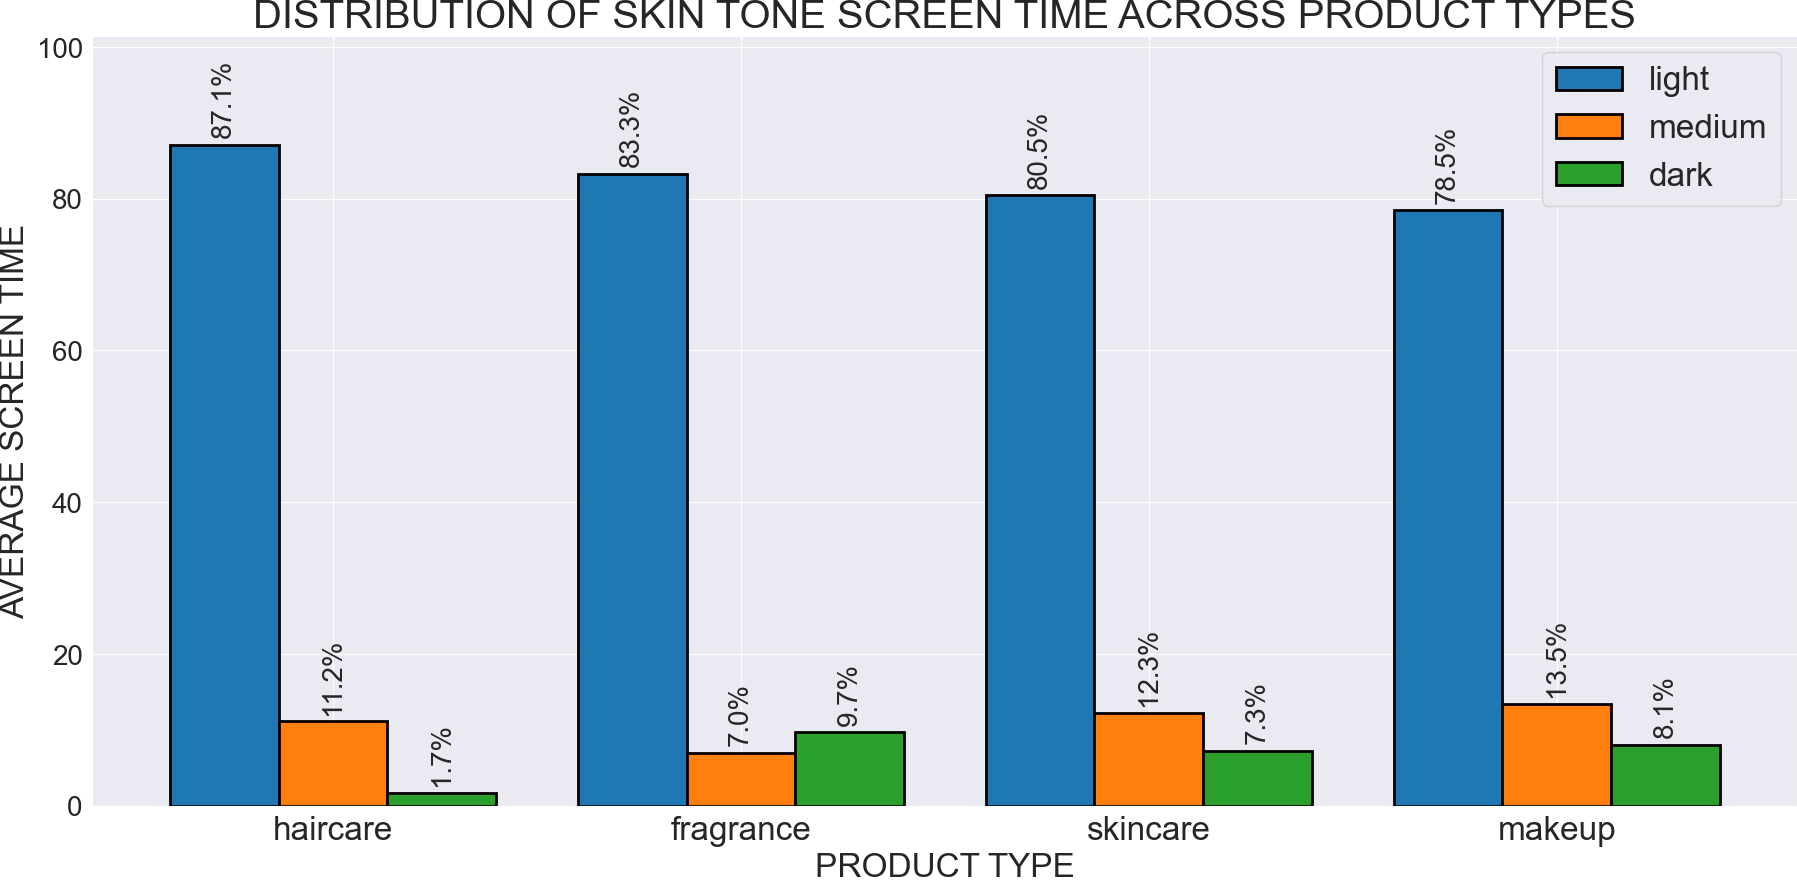 DISTRIBUTION OF SKIN TONE SCREEN TIME ACROSS PRODUCT TYPES
AVERAGE SCREEN TIME
100
80
60
40
20
0
87.1%
11.2%
1.7%
83.3%
7.0%
9.7%
80.5%
12.3%
7.3%
78.5%
13.5%
8.1%
light
medium
dark
haircare
fragrance
skincare
makeup
PRODUCT TYPE